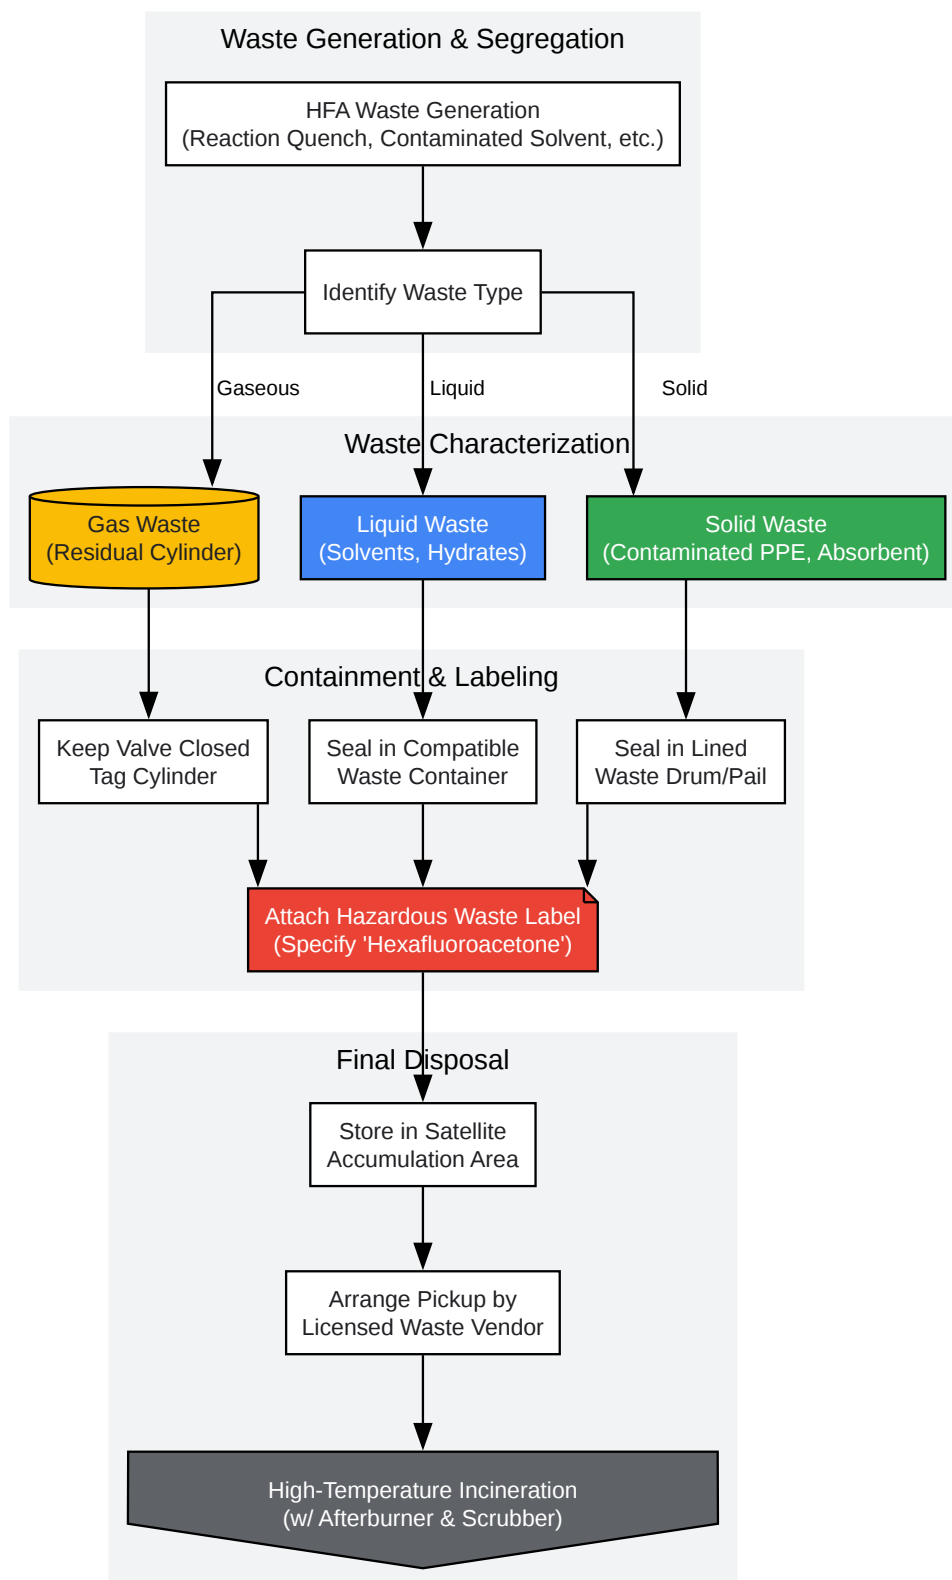 Waste Generation & Segregation
HFA Waste Generation
(Reaction Quench, Contaminated Solvent, etc.)
Identify Waste Type
Gaseous
Liquid
Solid
Waste Characterization
Gas Waste
(Residual Cylinder)
Liquid Waste
(Solvents, Hydrates)
Solid Waste
(Contaminated PPE, Absorbent)
Containment & Labeling
Keep Valve Closed
Tag Cylinder
Seal in Compatible
Waste Container
Seal in Lined
Waste Drum/Pail
Attach Hazardous Waste Label
(Specify 'Hexafluoroacetone')
Final Disposal
Store in Satellite
Accumulation Area
Arrange Pickup by
Licensed Waste Vendor
High-Temperature Incineration
(w/ Afterburner & Scrubber)